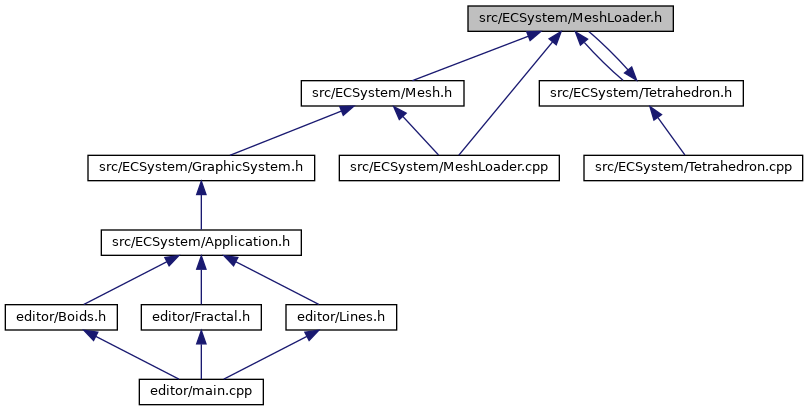 src/ECSystem/MeshLoader.h
src/ECSystem/Mesh.h
src/ECSystem/Tetrahedron.h
src/ECSystem/GraphicSystem.h
src/ECSystem/MeshLoader.cpp
src/ECSystem/Tetrahedron.cpp
src/ECSystem/Application.h
editor/Boids.h
editor/Fractal.h
editor/Lines.h
editor/main.cpp